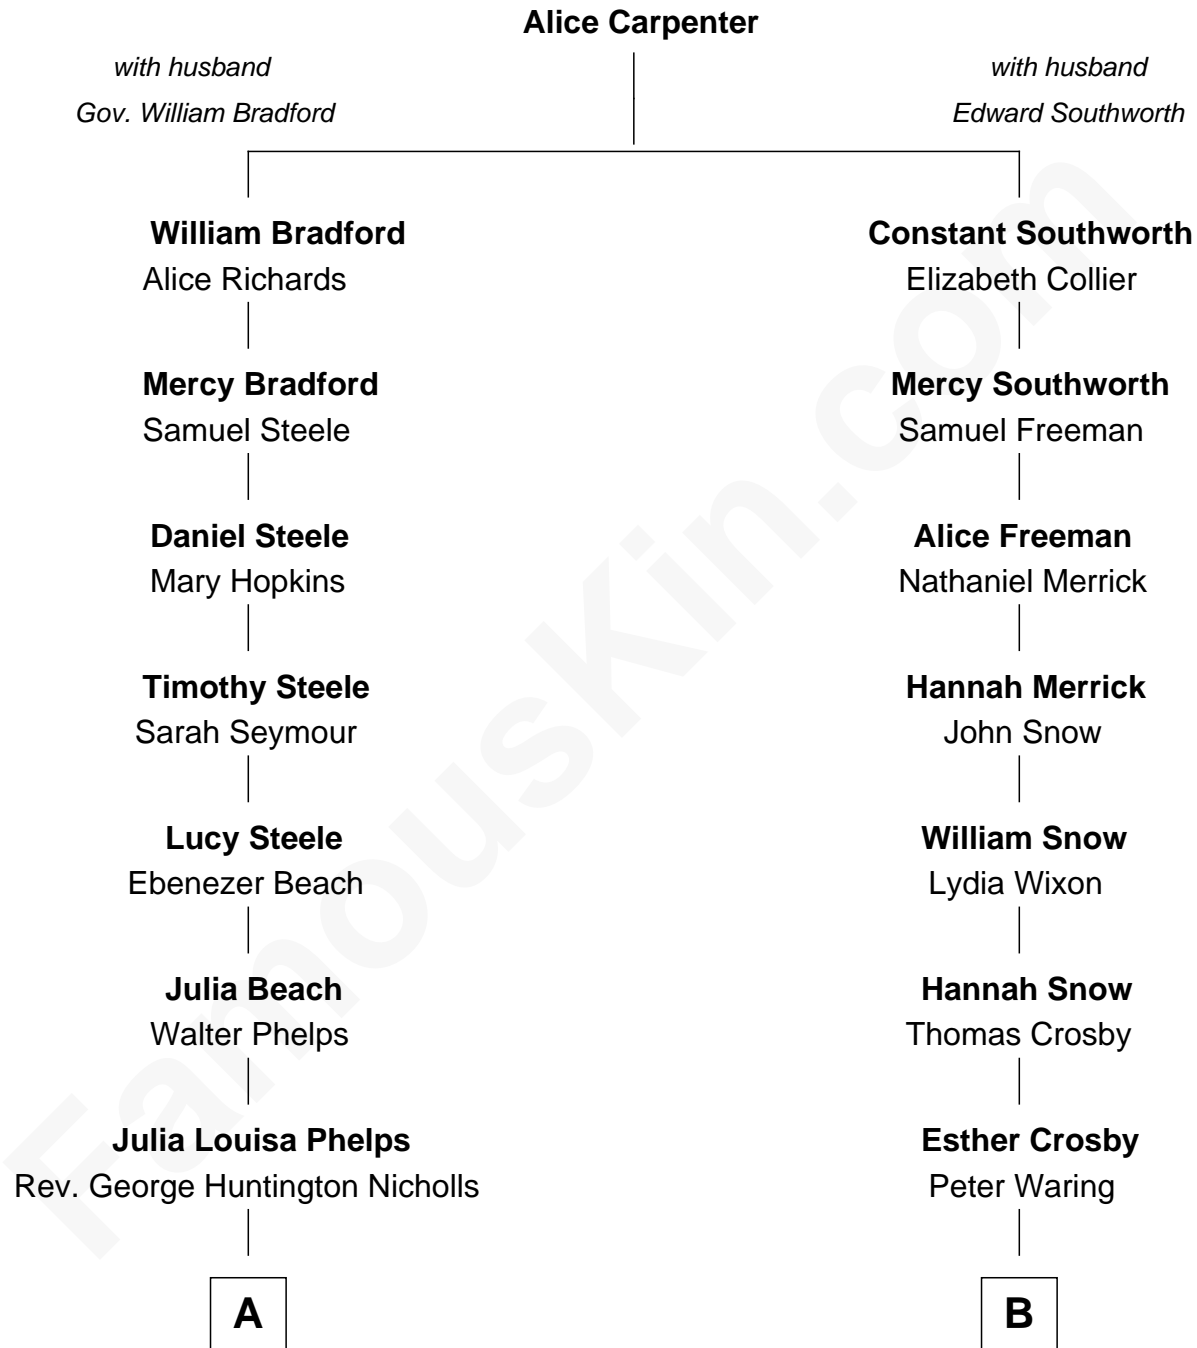 Alice Carpenter
with husband
Gov. William Bradford
with husband
Edward Southworth
William Bradford
Alice Richards
Constant Southworth
Elizabeth Collier
Mercy Bradford
Samuel Steele
Mercy Southworth
Samuel Freeman
Daniel Steele
Mary Hopkins
Alice Freeman
Nathaniel Merrick
Timothy Steele
Sarah Seymour
Hannah Merrick
John Snow
Lucy Steele
Ebenezer Beach
William Snow
Lydia Wixon
Julia Beach
Walter Phelps
Hannah Snow
Thomas Crosby
Julia Louisa Phelps
Rev. George Huntington Nicholls
Esther Crosby
Peter Waring
A
B
FamousKin.com